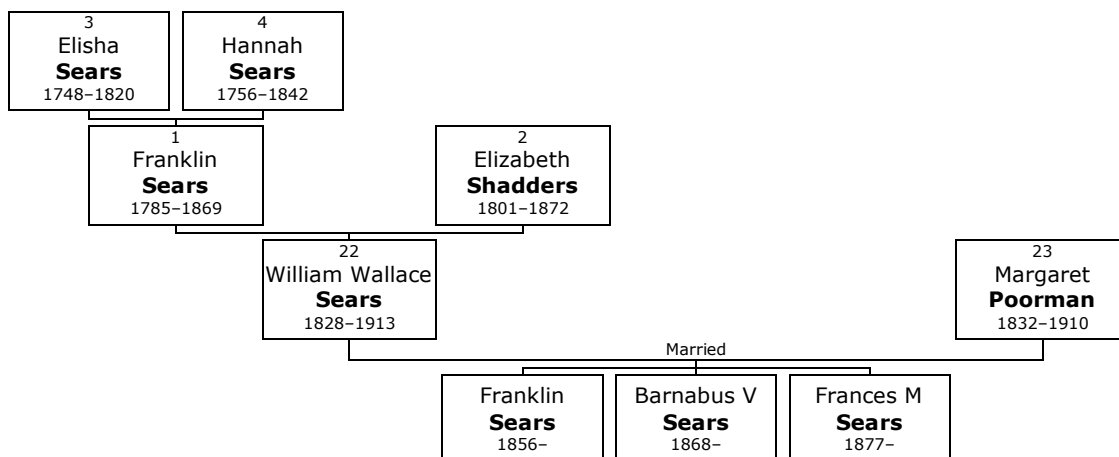 3
Elisha
Sears
1748–1820
4
Hannah
Sears
1756–1842
1
Franklin
Sears
1785–1869
2
Elizabeth
Shadders
1801–1872
22
William Wallace
Sears
1828–1913
23
Margaret
Poorman
1832–1910
Married
Franklin
Sears
1856–
Barnabus V
Sears
1868–
Frances M
Sears
1877–